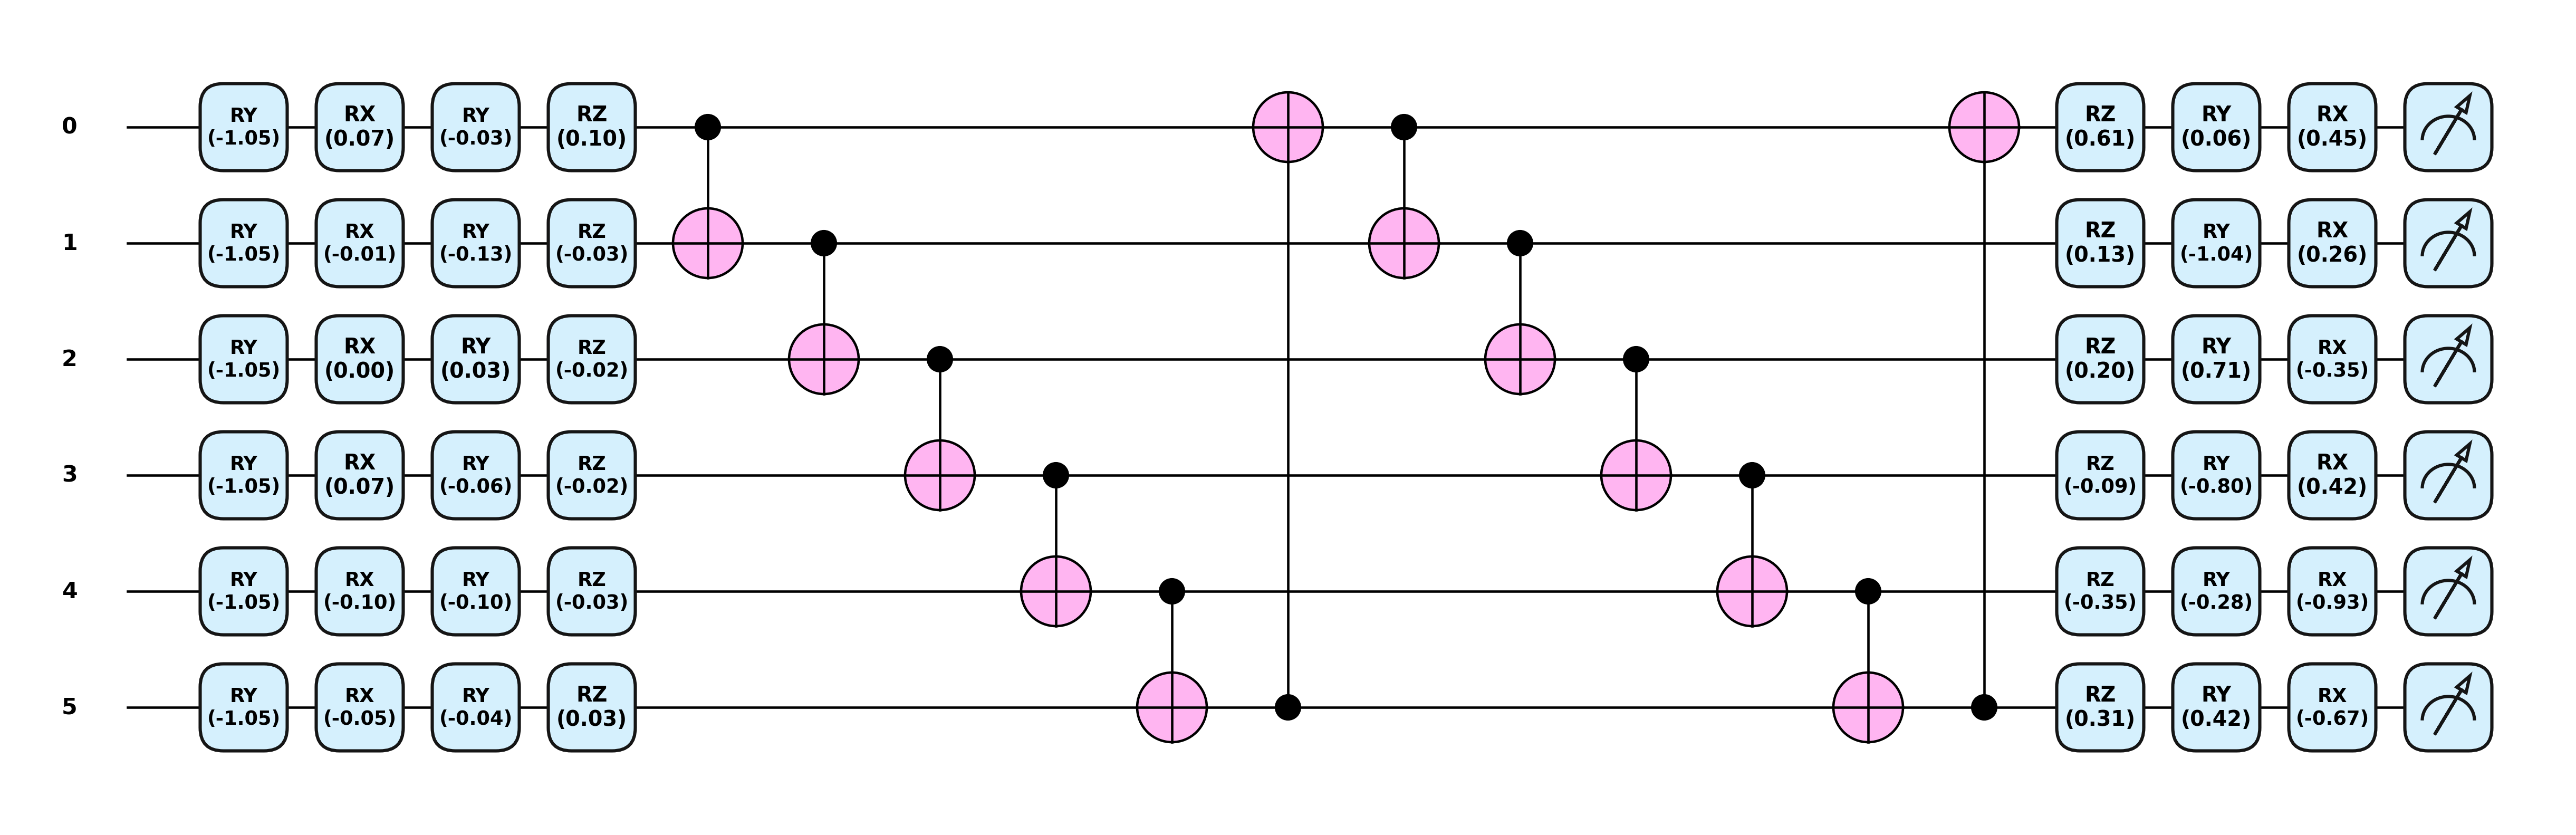 0 RY RX RY RZ RZ RY RX
(-1.05) (0.07) (-0.03) (0.10) (0.61) (0.06) (0.45)
1 RY RX RY RZ RZ RY RX
(-1.05) (-0.01) (-0.13) (-0.03) (0.13) (-1.04) (0.26)
2 RY RX RY RZ RZ RY RX
(-1.05) (0.00) (0.03) (-0.02) (0.20) (0.71) (-0.35)
3 RY RX RY RZ RZ RY RX
(-1.05) (0.07) (-0.06) (-0.02) (-0.09) (-0.80) (0.42)
4 RY RX RY RZ RZ RY RX
(-1.05) (-0.10) (-0.10) (-0.03) (-0.35) (-0.28) (-0.93)
5 RY RX RY RZ RZ RY RX
(-1.05) (-0.05) (-0.04) (0.03) (0.31) (0.42) (-0.67)